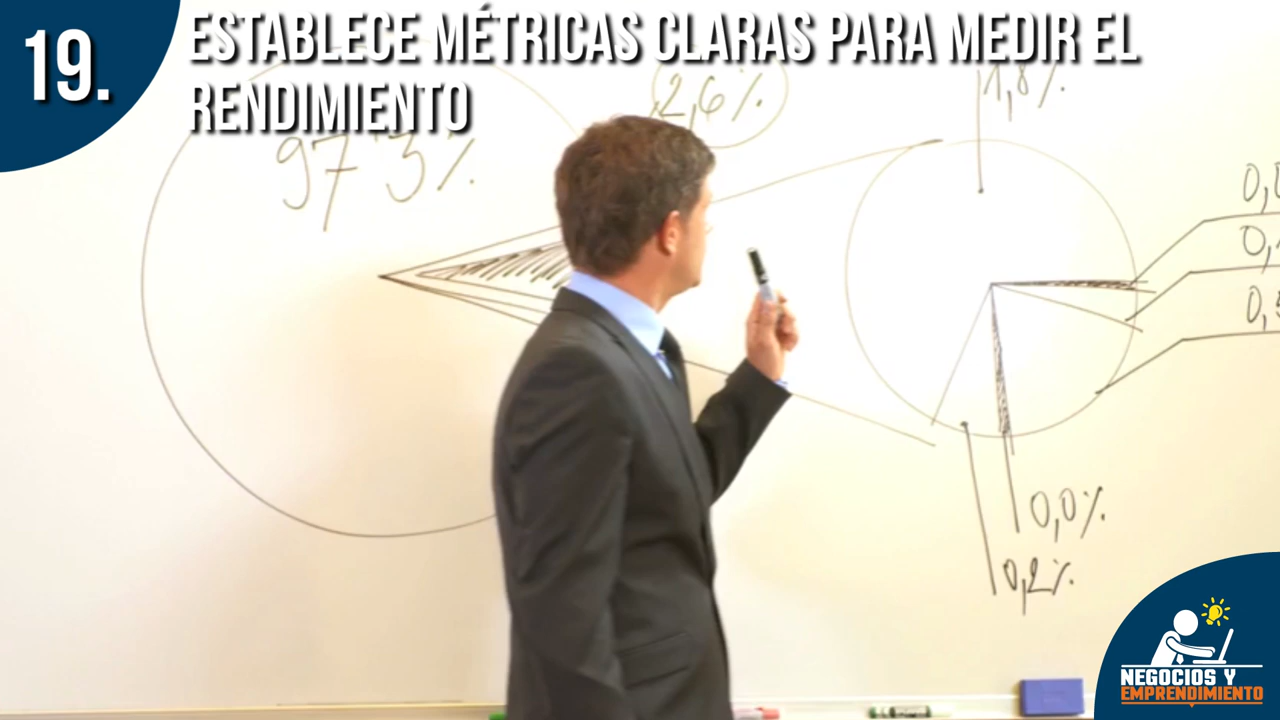 19.
ESTABLECE MÉTRICAS CLARAS PARA MEDIR EL
RENDIMIENTO
2,6%
1,8%
97'3%
0,0%
0,2%
NEGOCIOS Y
EMPRENDIMIENTO